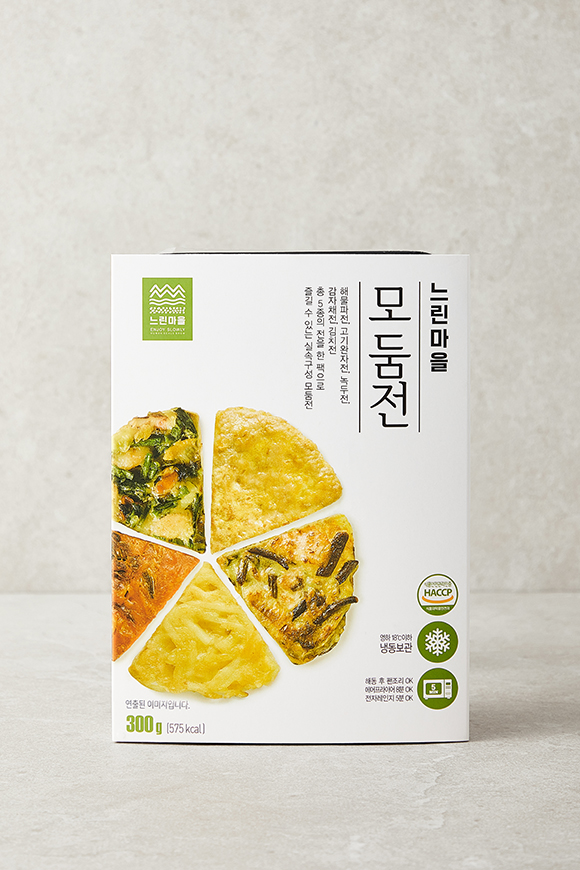 느린마을
ENJOY SLOWLY
느린마을
모둠전
해물파전, 고기완자전, 녹두전,
감자채전, 김치전
총 5종의 전을 한 팩으로
즐길 수 있는 실속구성 모둠전
HACCP
영하 18℃이하
냉동보관
해동 후 팬조리 OK
에어프라이어 8분 OK
전자레인지 5분 OK
5
연출된 이미지입니다.
300g (575 kcal)